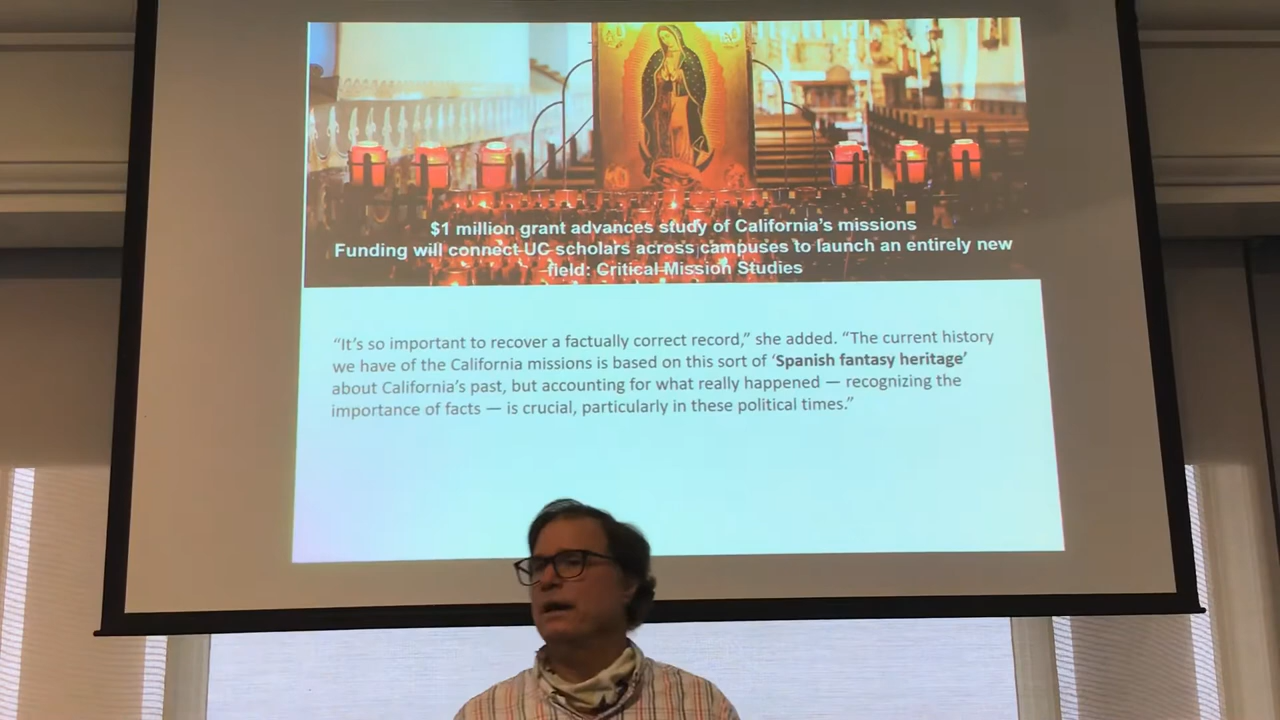 $1 million grant advances study of California's missions
Funding will connect UC scholars across campuses to launch an entirely new
field: Critical Mission Studies
“It’s so important to recover a factually correct record,” she added. “The current history
we have of the California missions is based on this sort of ‘Spanish fantasy heritage’
about California’s past, but accounting for what really happened — recognizing the
importance of facts — is crucial, particularly in these political times.”